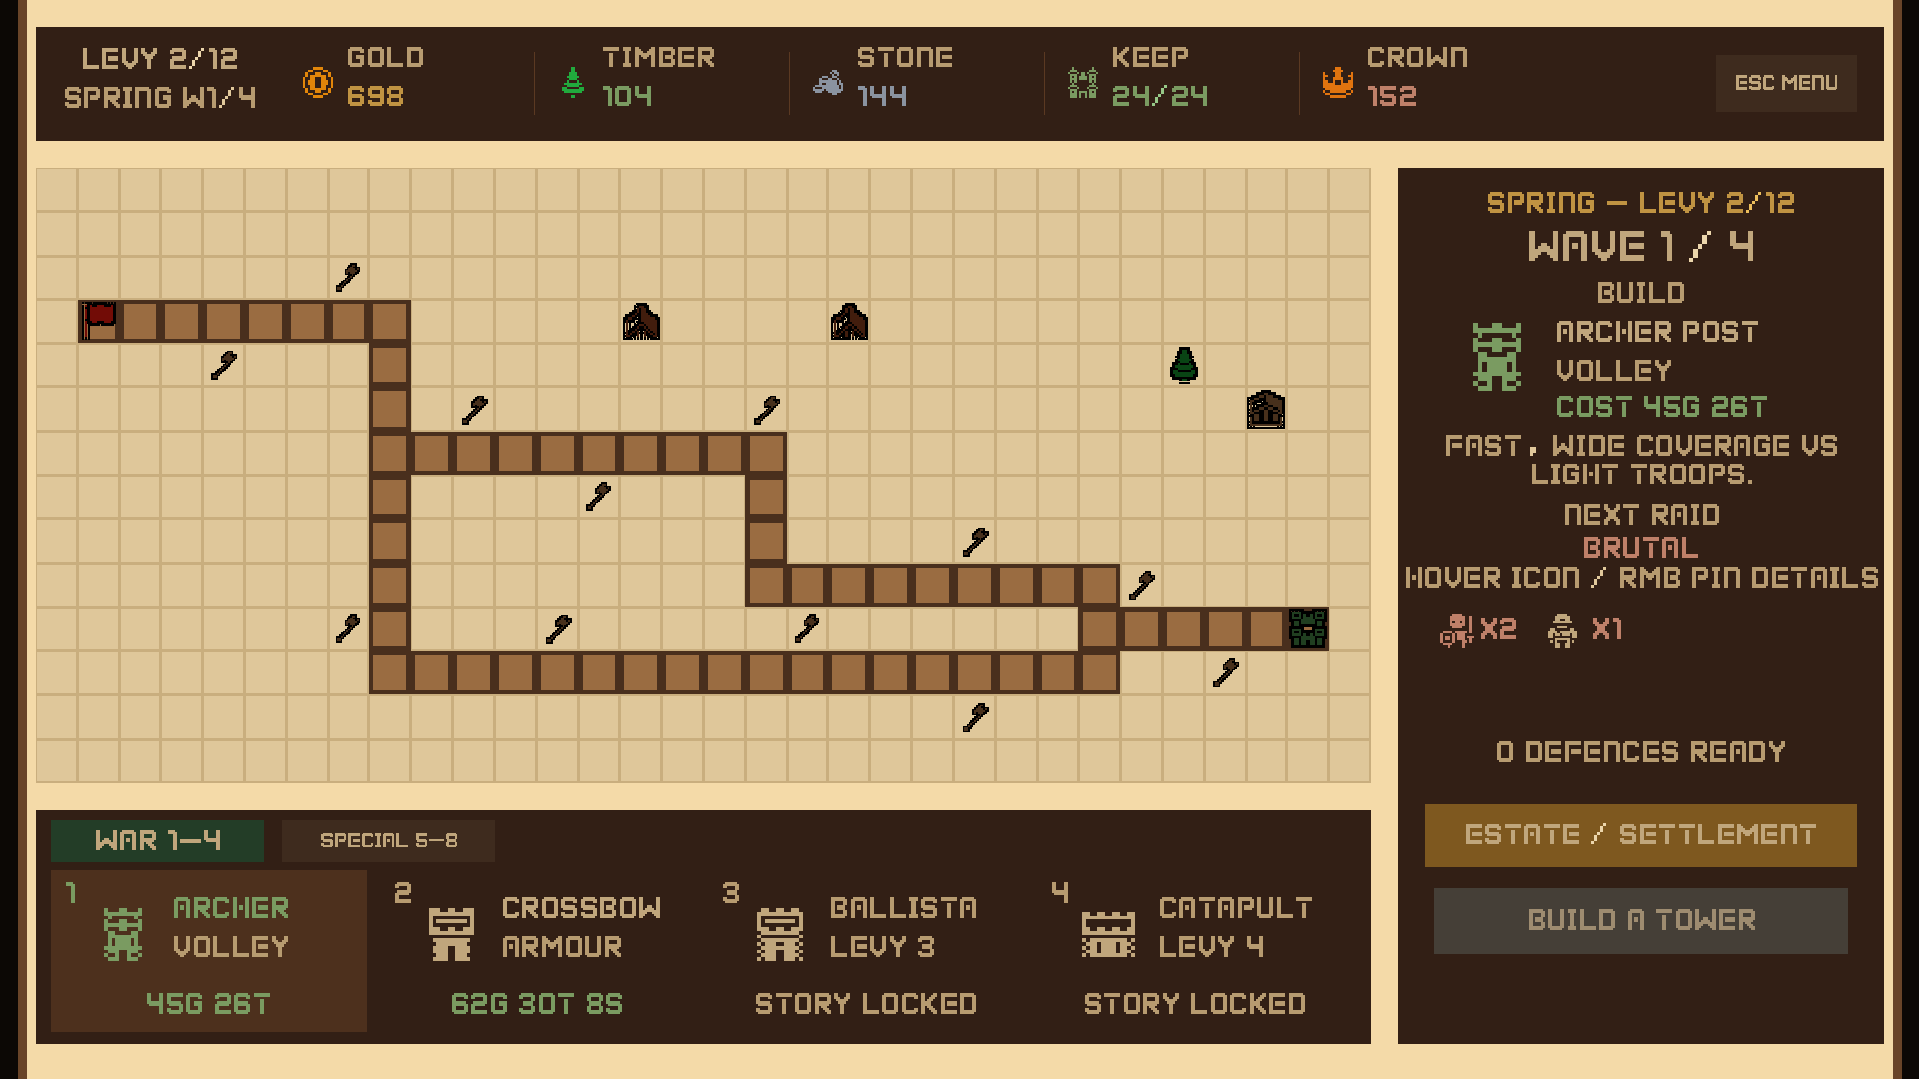 LEVY 2/12
SPRING W1/4
GOLD
698
TIMBER
104
STONE
144
KEEP
24/24
CROWN
152
ESC MENU
SPRING — LEVY 2/12
WAVE 1 / 4
BUILD
ARCHER POST
VOLLEY
COST 45G 26T
FAST, WIDE COVERAGE VS
LIGHT TROOPS.
NEXT RAID
BRUTAL
HOVER ICON / RMB PIN DETAILS
X2
X1
0 DEFENCES READY
ESTATE / SETTLEMENT
BUILD A TOWER
WAR 1—4
SPECIAL 5—8
1
ARCHER
VOLLEY
45G 26T
2
CROSSBOW
ARMOUR
62G 30T 8S
3
BALLISTA
LEVY 3
STORY LOCKED
4
CATAPULT
LEVY 4
STORY LOCKED